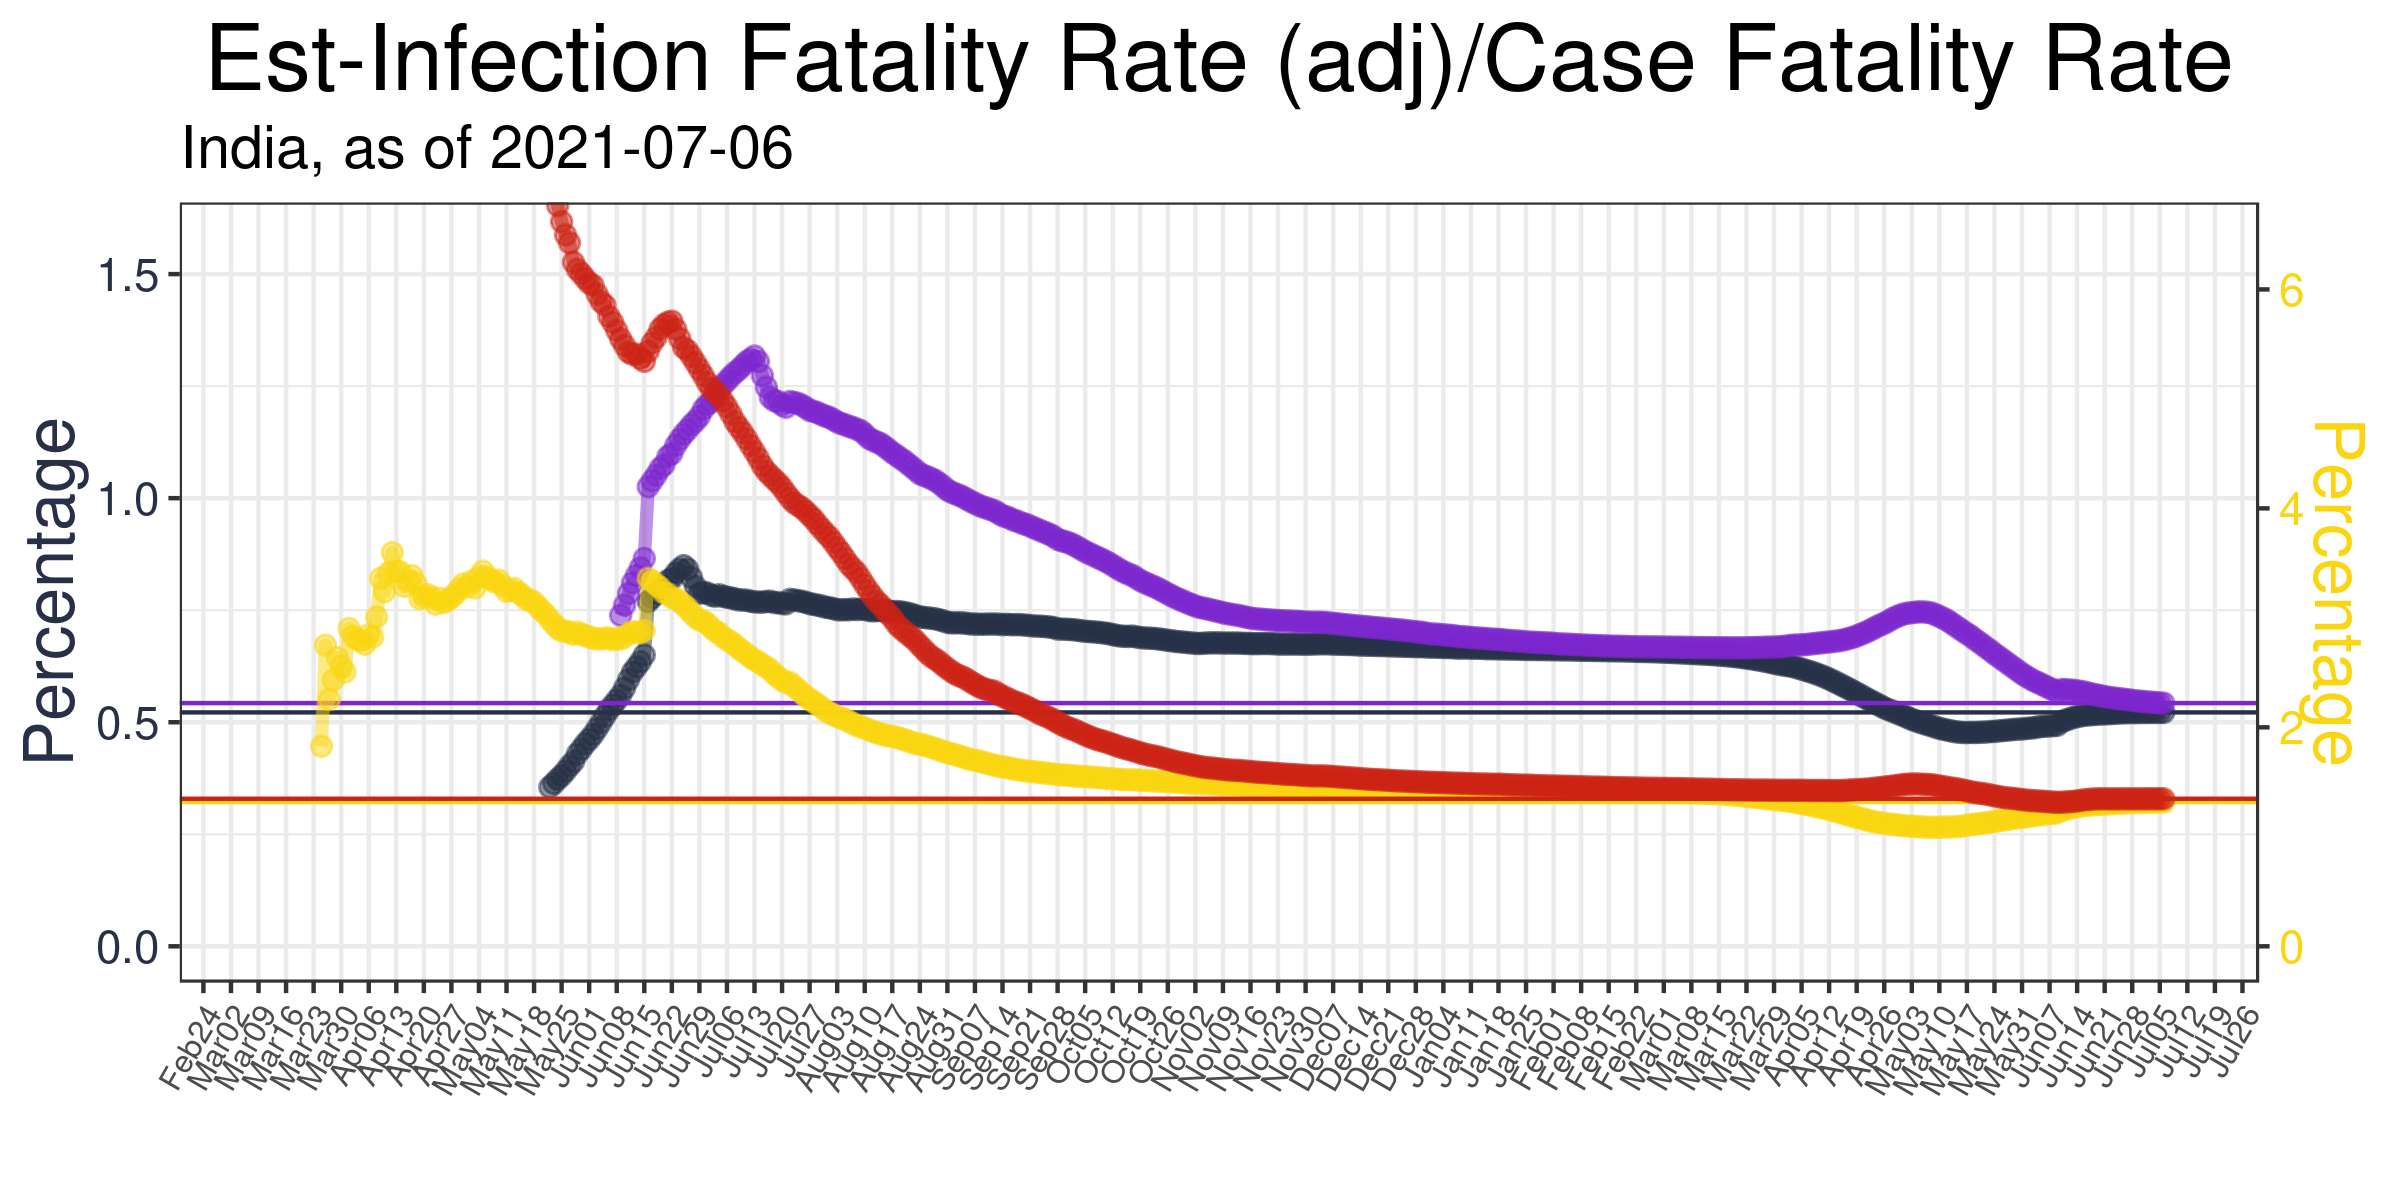 Est-Infection Fatality Rate (adj)/Case Fatality Rate
India, as of 2021-07-06
Percentage
1.5
1.0
0.5
0.0
6
4
2
0
Percentage
Feb24
Mar02
Mar09
Mar16
Mar23
Mar30
Apr06
Apr13
Apr20
Apr27
May04
May11
May18
May25
Jun01
Jun08
Jun15
Jun22
Jun29
Jul06
Jul13
Jul20
Jul27
Aug03
Aug10
Aug17
Aug24
Aug31
Sep07
Sep14
Sep21
Sep28
Oct05
Oct12
Oct19
Oct26
Nov02
Nov09
Nov16
Nov23
Nov30
Dec07
Dec14
Dec21
Dec28
Jan04
Jan11
Jan18
Jan25
Feb01
Feb08
Feb15
Feb22
Mar01
Mar08
Mar15
Mar22
Mar29
Apr05
Apr12
Apr19
Apr26
May03
May10
May17
May24
May31
Jun07
Jun14
Jun21
Jun28
Jul05
Jul12
Jul19
Jul26